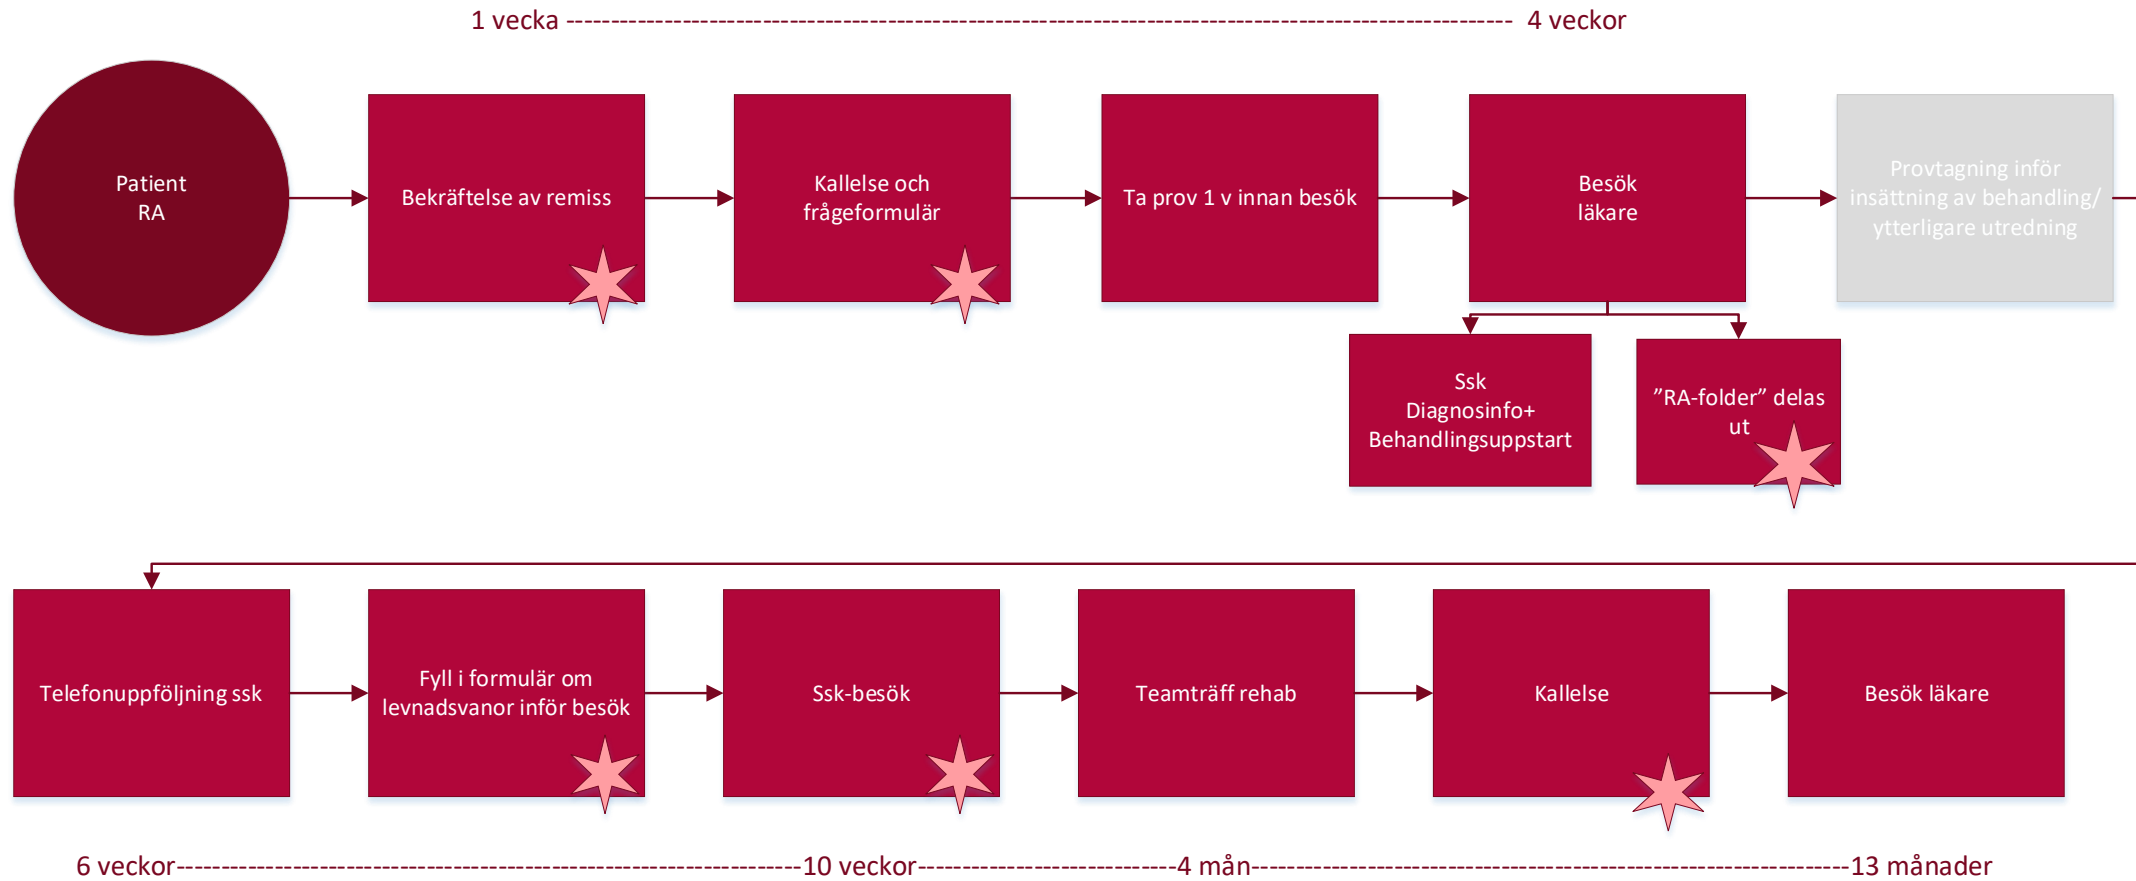 1 vecka ------------------------------------------------------------------------------------------------------- 4 veckor
Patient
RA
Bekräftelse av remiss
Kallelse och
frågeformulär
Ta prov 1 v innan besök
Besök
läkare
Provtagning inför
insättning av behandling/
ytterligare utredning
Ssk
Diagnosinfo+
Behandlingsuppstart
”RA-folder” delas
ut
Telefonuppföljning ssk
Fyll i formulär om
levnadsvanor inför besök
Ssk-besök
Teamträff rehab
Kallelse
Besök läkare
6 veckor--------------------------------------------------------------------10 veckor----------------------------4 mån-----------------------------------------------------------------13 månader